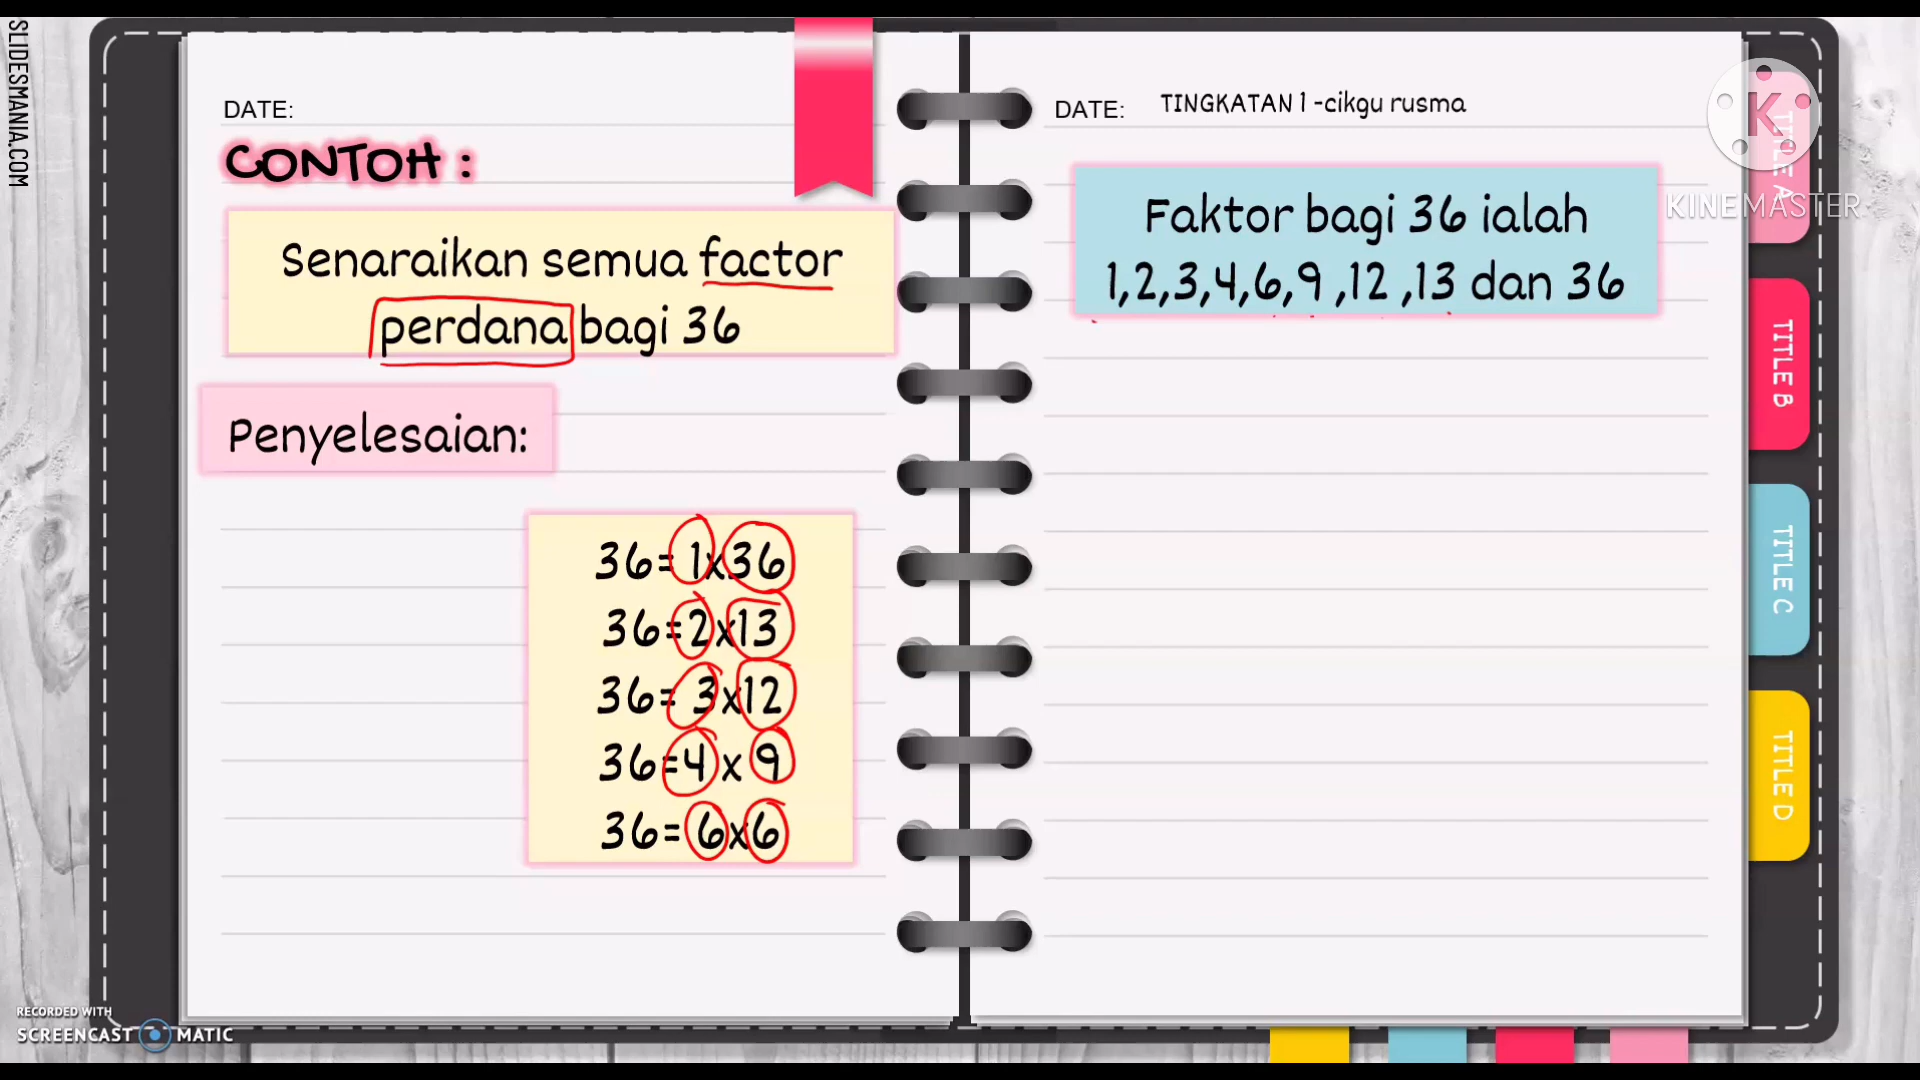 SLIDESMANIA.COM
DATE:
CONTOH :
Senaraikan semua factor
perdana bagi 36
Penyelesaian:
36= 1x36
36=2x13
36= 3x12
36=4 x 9
36= 6x6
DATE:
TINGKATAN 1 -cikgu rusma
Faktor bagi 36 ialah
1,2,3,4,6,9 ,12 ,13 dan 36
K
KINEMASTER
TITLE A
TITLE B
TITLE C
TITLE D
RECORDED WITH
SCREENCAST MATIC